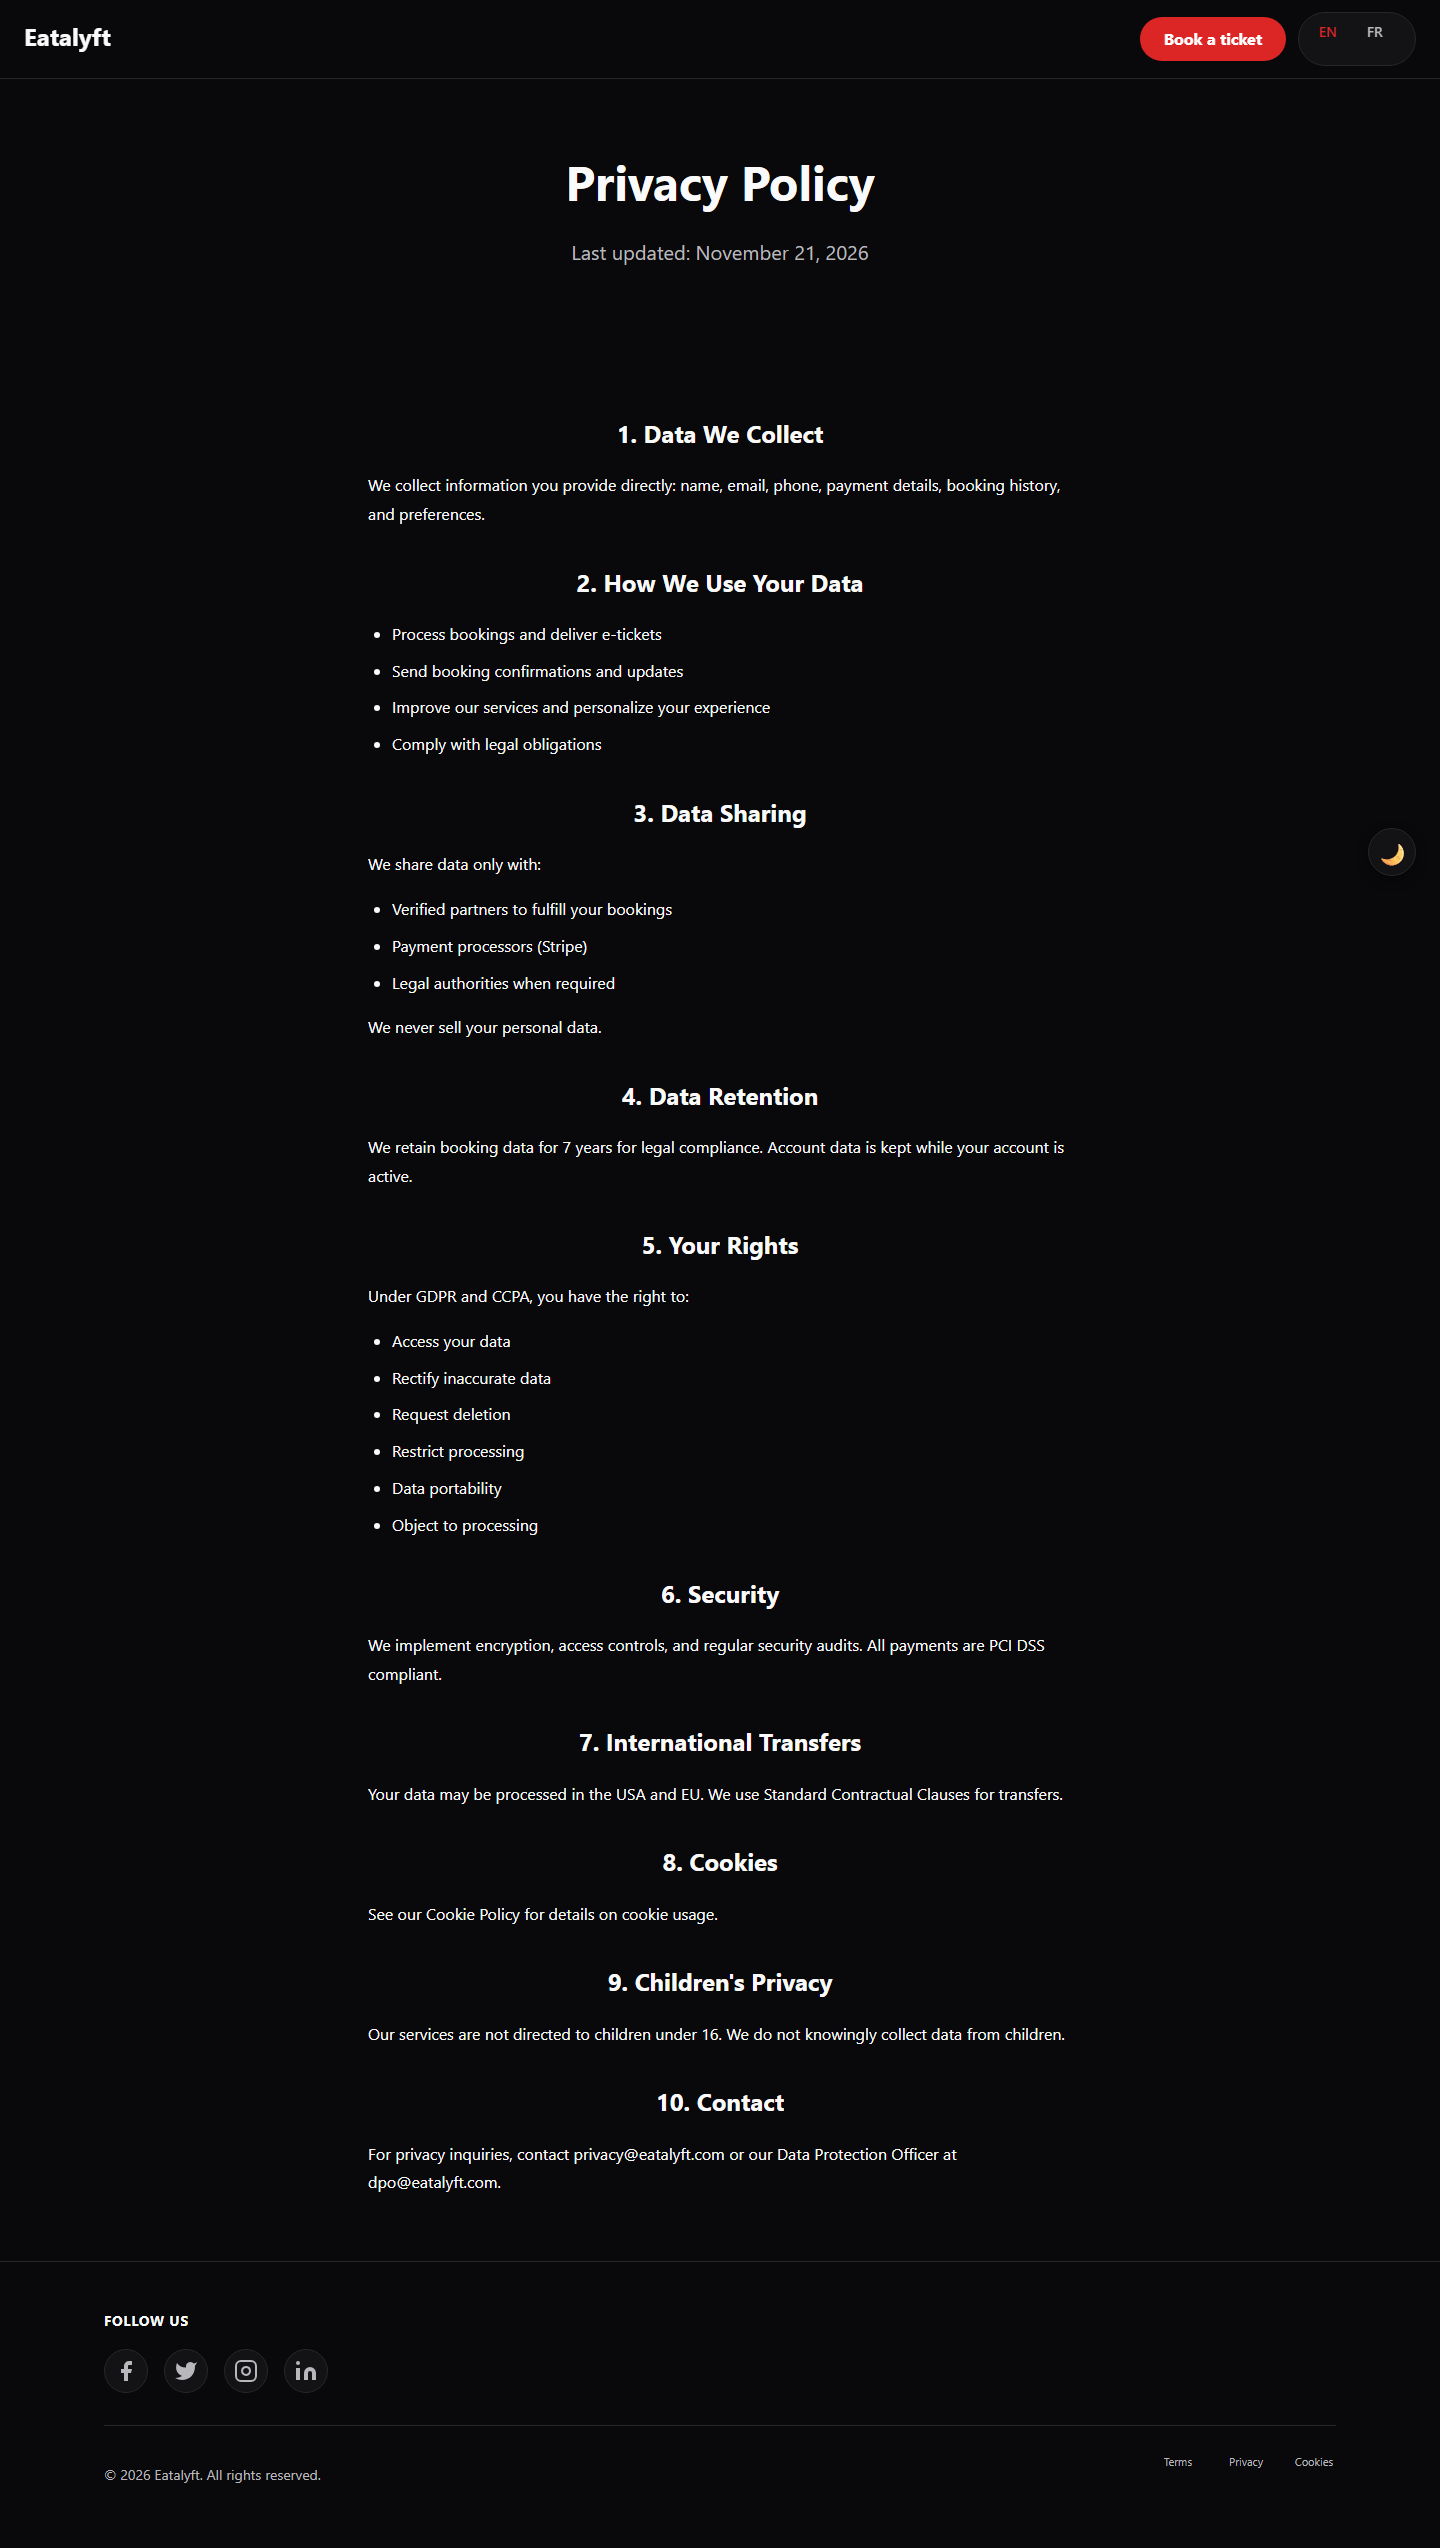 Eatalyft
Book a ticket
EN FR
Privacy Policy
Last updated: November 21, 2026
1. Data We Collect
We collect information you provide directly: name, email, phone, payment details, booking history,
and preferences.
2. How We Use Your Data
• Process bookings and deliver e-tickets
• Send booking confirmations and updates
• Improve our services and personalize your experience
• Comply with legal obligations
3. Data Sharing
We share data only with:
• Verified partners to fulfill your bookings
• Payment processors (Stripe)
• Legal authorities when required
We never sell your personal data.
4. Data Retention
We retain booking data for 7 years for legal compliance. Account data is kept while your account is
active.
5. Your Rights
Under GDPR and CCPA, you have the right to:
• Access your data
• Rectify inaccurate data
• Request deletion
• Restrict processing
• Data portability
• Object to processing
6. Security
We implement encryption, access controls, and regular security audits. All payments are PCI DSS
compliant.
7. International Transfers
Your data may be processed in the USA and EU. We use Standard Contractual Clauses for transfers.
8. Cookies
See our Cookie Policy for details on cookie usage.
9. Children's Privacy
Our services are not directed to children under 16. We do not knowingly collect data from children.
10. Contact
For privacy inquiries, contact privacy@eatalyft.com or our Data Protection Officer at
dpo@eatalyft.com.
FOLLOW US
© 2026 Eatalyft. All rights reserved.
Terms Privacy Cookies